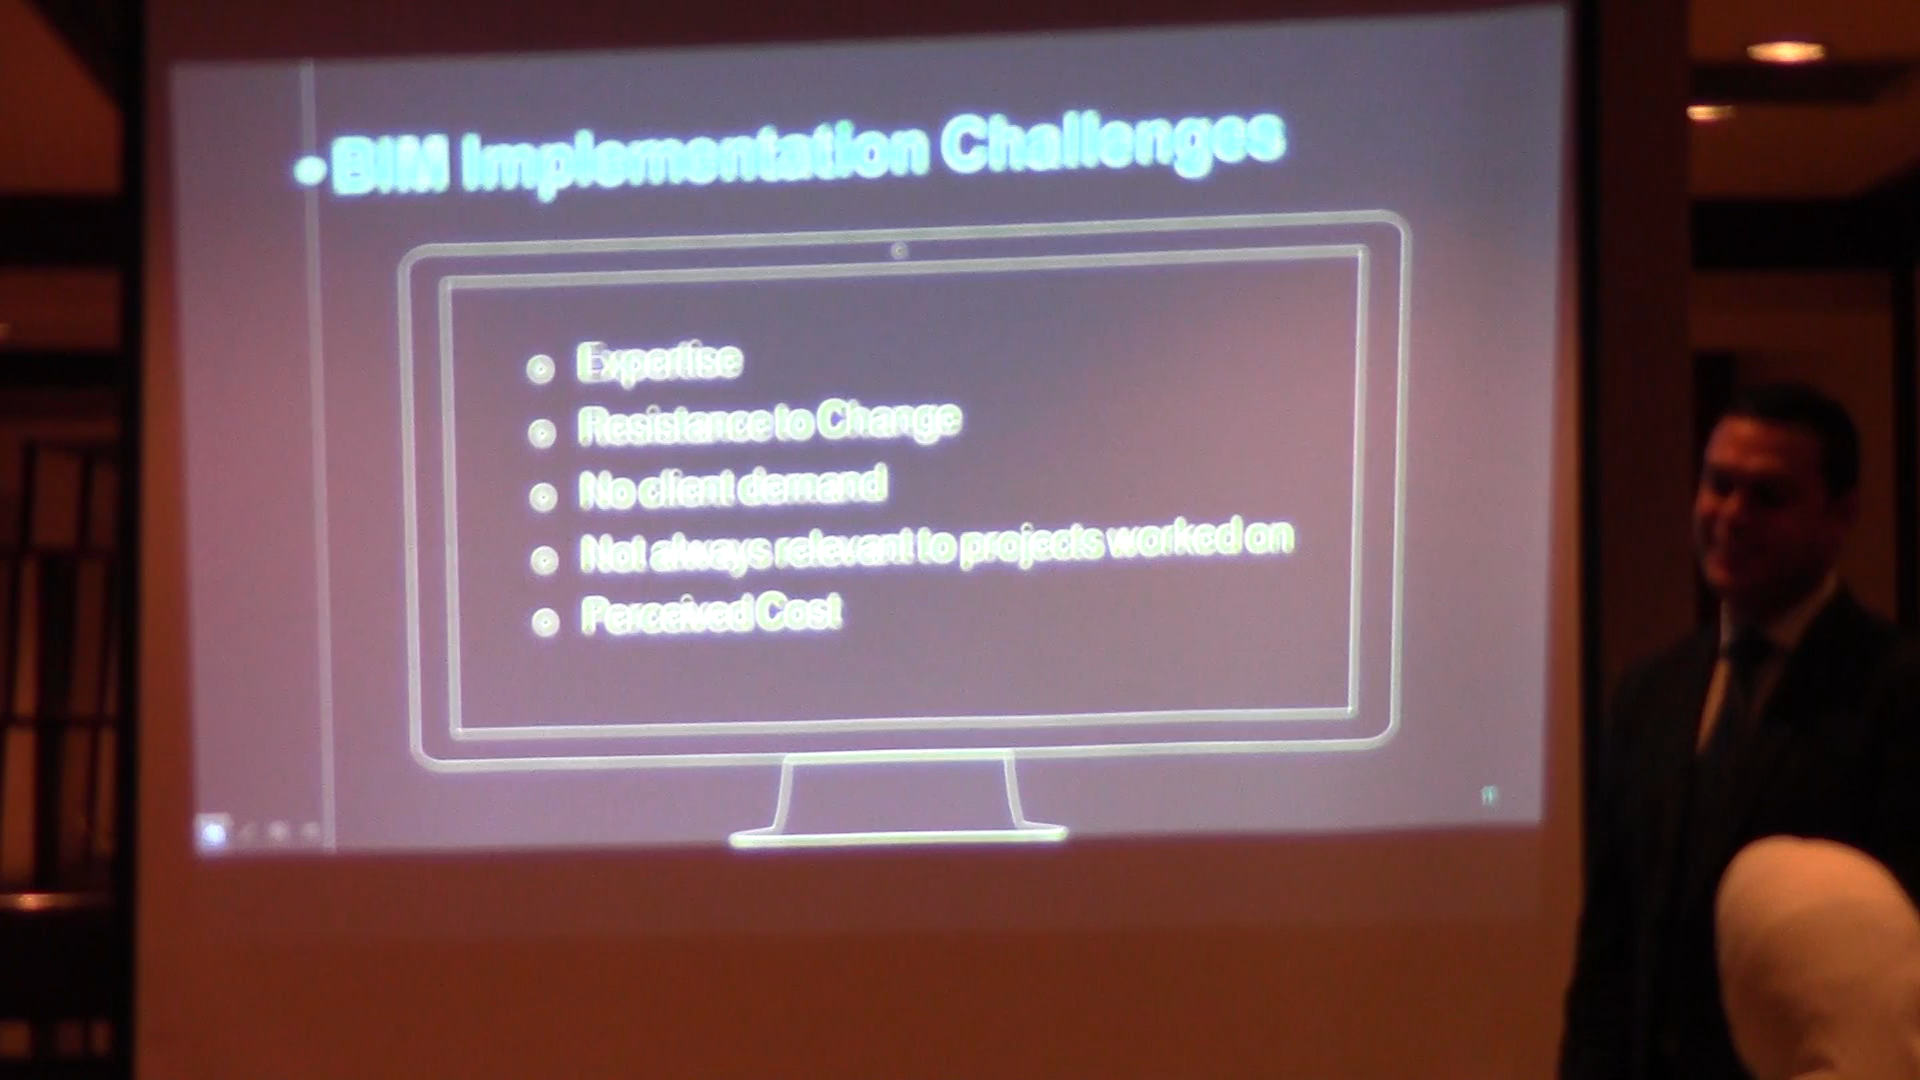 BIM Implementation Challenges
Expertise
Resistance to Change
No client demand
Not always relevant to projects worked on
Perceived Cost